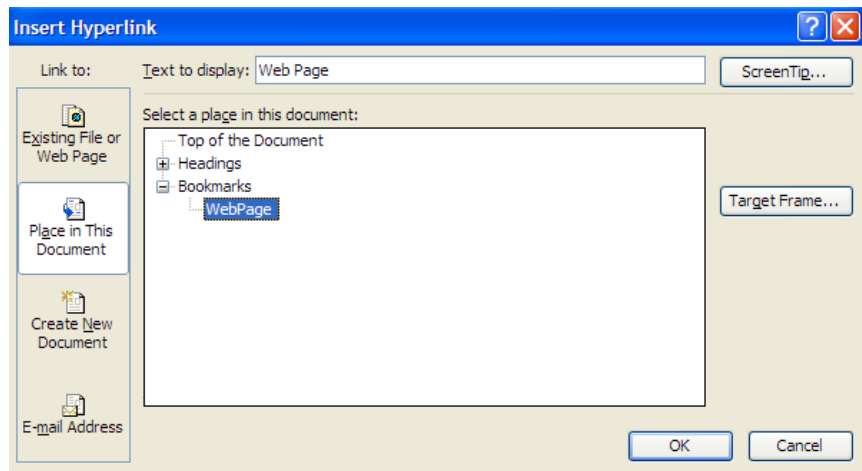 Insert Hyperlink
Link to:
Text to display: Web Page
ScreenTip...
Select a place in this document:
Existing File or
Web Page
Place in This
Document
Create New
Document
E-mail Address
Top of the Document
Headings
Bookmarks
WebPage
Target Frame...
OK
Cancel